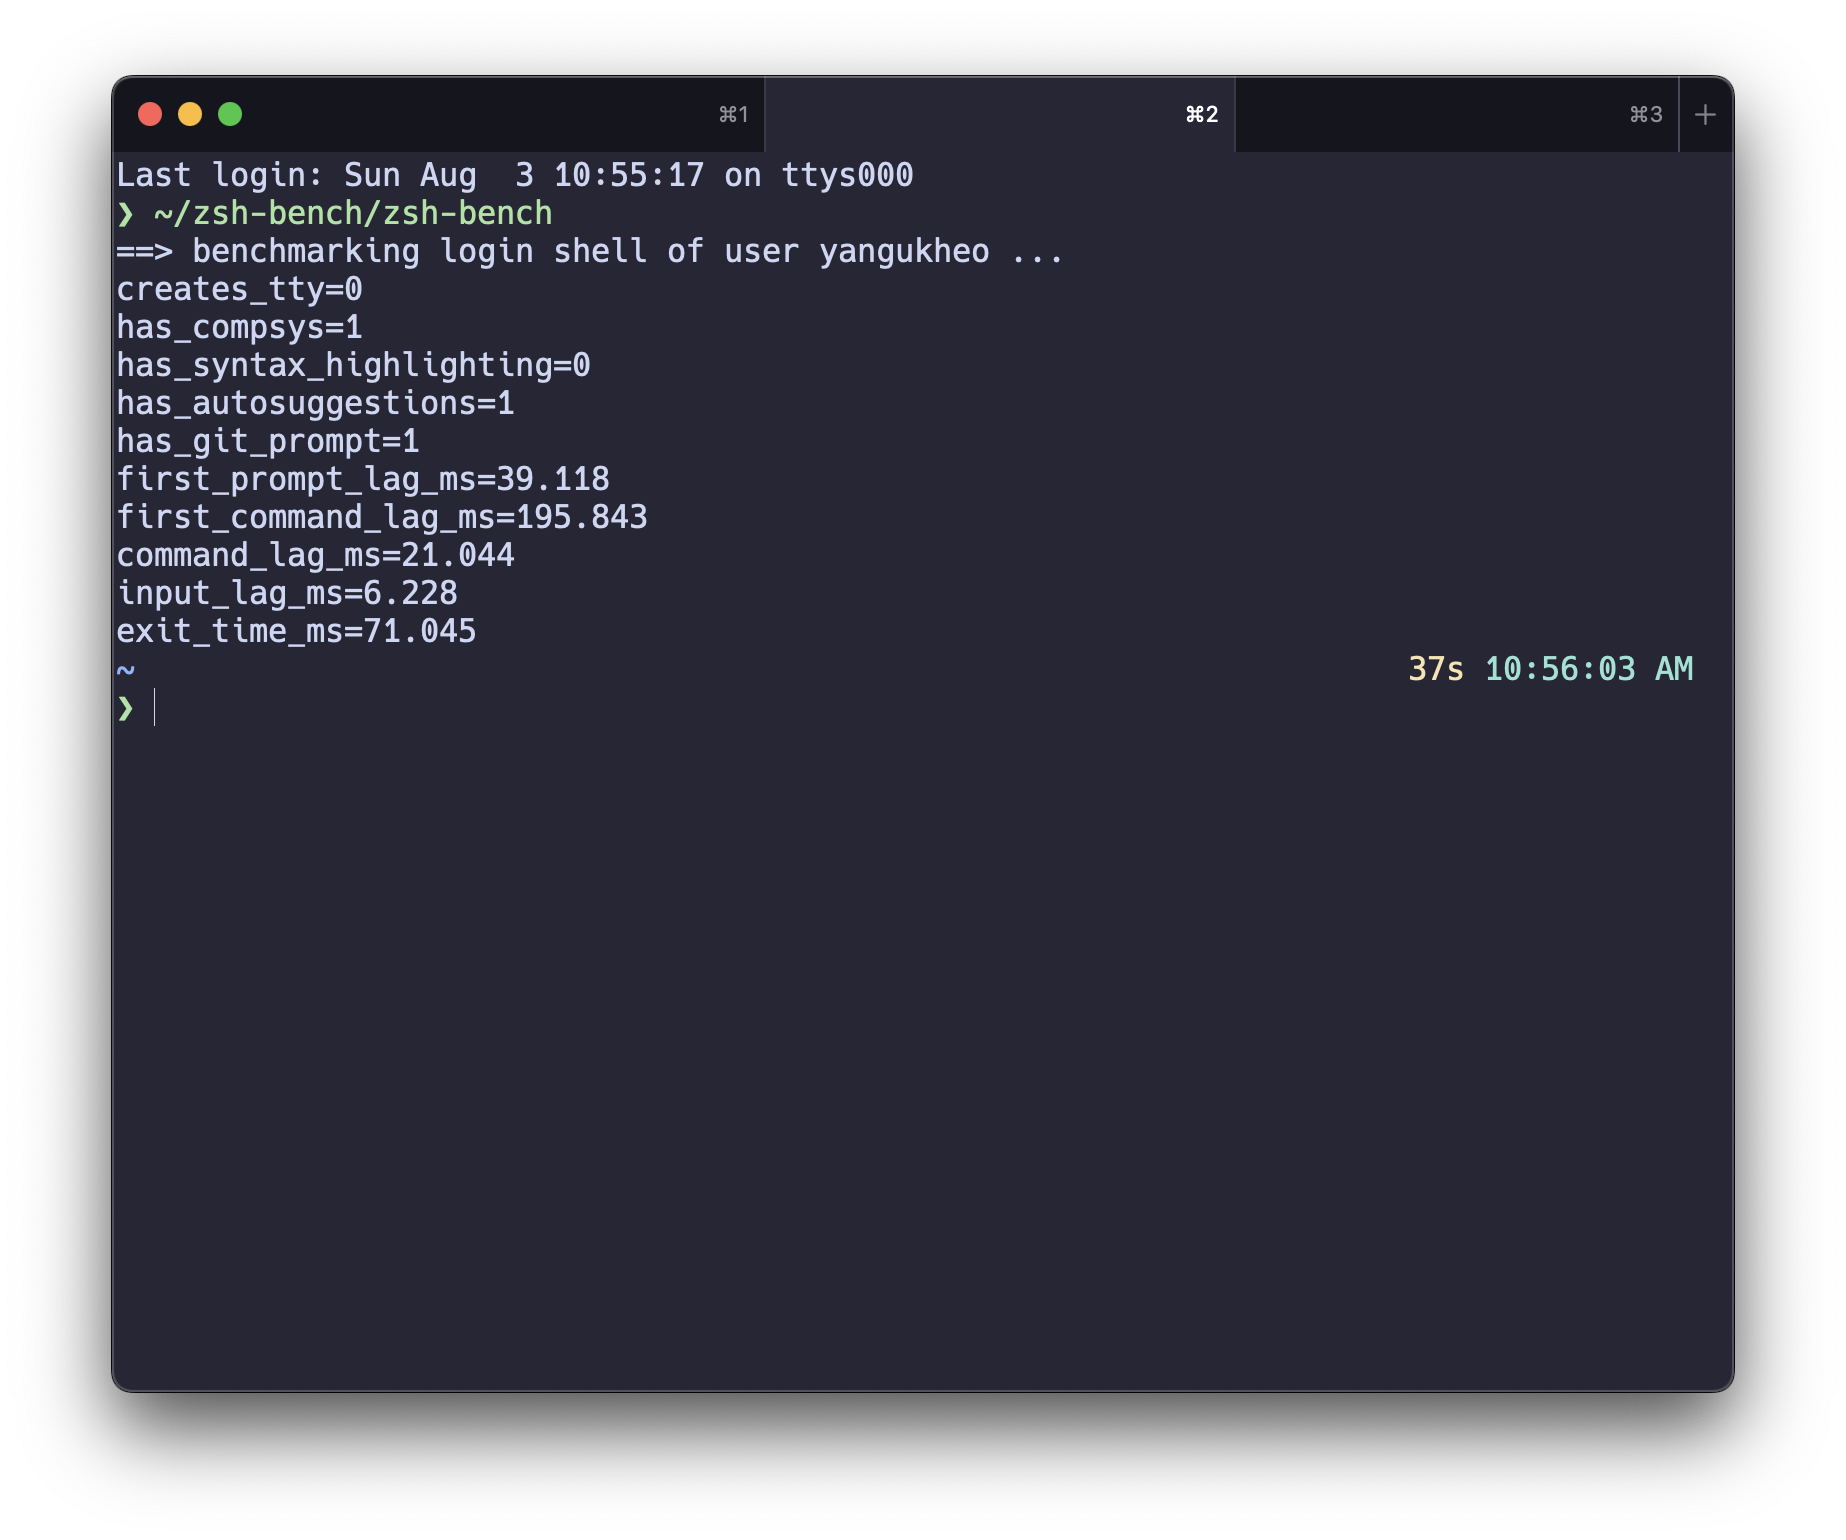 ⌘1 ⌘2 ⌘3 +
Last login: Sun Aug  3 10:55:17 on ttys000
❯ ~/zsh-bench/zsh-bench
==> benchmarking login shell of user yangukheo ...
creates_tty=0
has_compsys=1
has_syntax_highlighting=0
has_autosuggestions=1
has_git_prompt=1
first_prompt_lag_ms=39.118
first_command_lag_ms=195.843
command_lag_ms=21.044
input_lag_ms=6.228
exit_time_ms=71.045
~ 37s 10:56:03 AM
❯